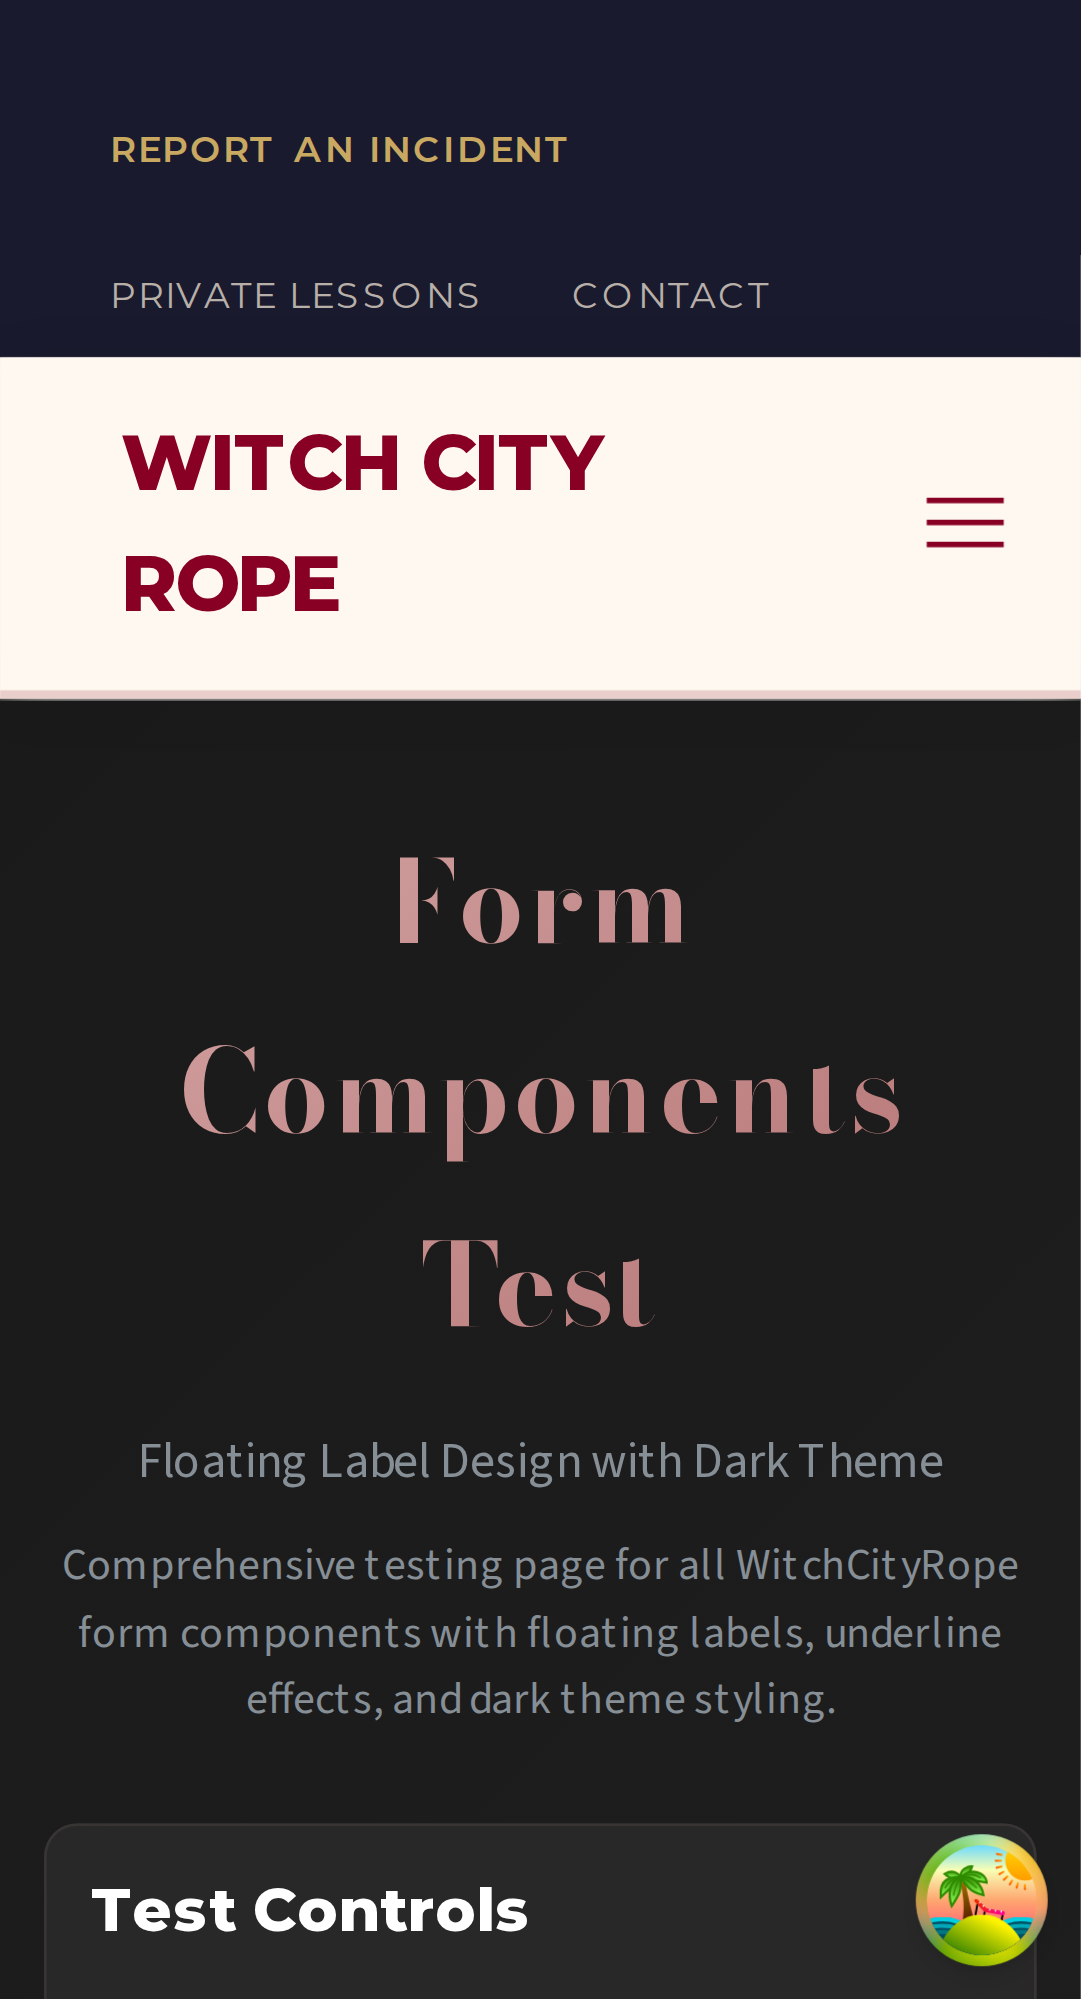 REPORT AN INCIDENT
PRIVATE LESSONS CONTACT
WITCH CITY
ROPE
Form
Components
Test
Floating Label Design with Dark Theme
Comprehensive testing page for all WitchCityRope
form components with floating labels, underline
effects, and dark theme styling.
Test Controls